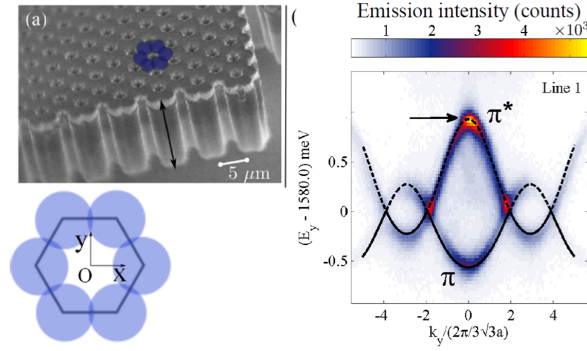 (a)
5 μm
y
O
X
(
Emission intensity (counts)
1 2 3 4 ×10³
Line 1
π*
0.5
0
-0.5
π
(E_y - 1580.0) meV
-4 -2 0 2 4
k_y/(2π/3√3a)